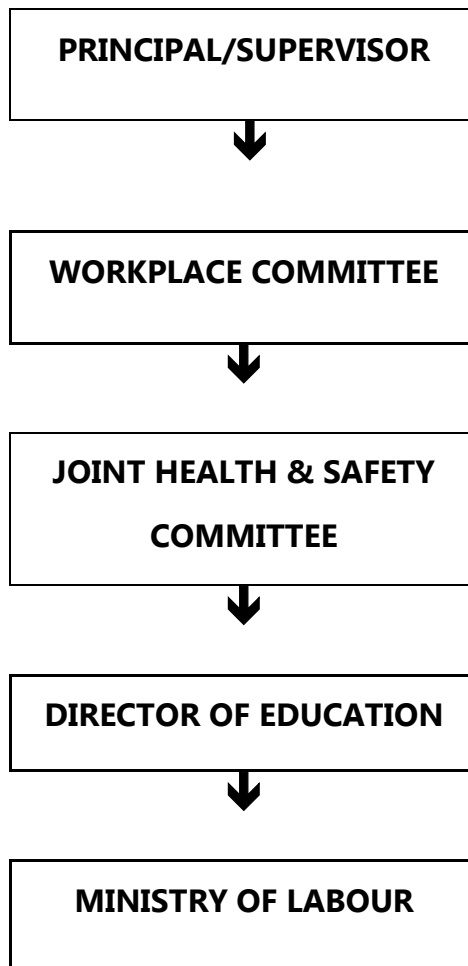 PRINCIPAL/SUPERVISOR
WORKPLACE COMMITTEE
JOINT HEALTH & SAFETY
COMMITTEE
DIRECTOR OF EDUCATION
MINISTRY OF LABOUR